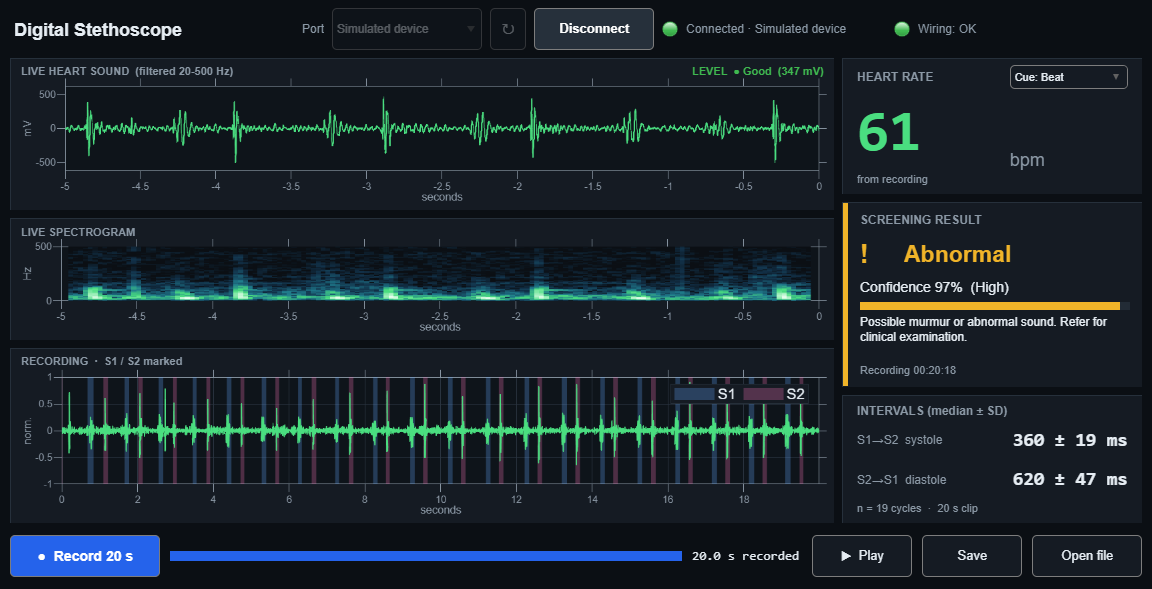 Digital Stethoscope
Port
Simulated device
↻
Disconnect
Connected · Simulated device
Wiring: OK
LIVE HEART SOUND (filtered 20-500 Hz)
LEVEL ● Good (347 mV)
500
0
-500
mV
-5 -4.5 -4 -3.5 -3 -2.5 -2 -1.5 -1 -0.5 0
seconds
HEART RATE
Cue: Beat
61
bpm
from recording
LIVE SPECTROGRAM
500
0
Hz
-5 -4.5 -4 -3.5 -3 -2.5 -2 -1.5 -1 -0.5 0
seconds
SCREENING RESULT
! Abnormal
Confidence 97% (High)
Possible murmur or abnormal sound. Refer for
clinical examination.
Recording 00:20:18
RECORDING · S1 / S2 marked
S1 S2
1
0.5
0
-0.5
-1
norm.
0 2 4 6 8 10 12 14 16 18
seconds
INTERVALS (median ± SD)
S1→S2 systole 360 ± 19 ms
S2→S1 diastole 620 ± 47 ms
n = 19 cycles · 20 s clip
● Record 20 s
20.0 s recorded
▶ Play
Save
Open file